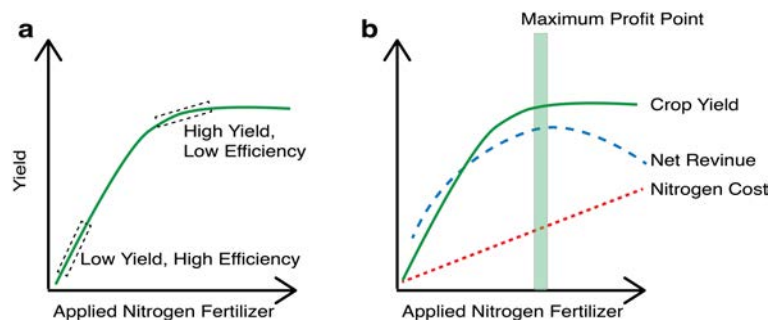 a
Yield
High Yield,
Low Efficiency
Low Yield, High Efficiency
Applied Nitrogen Fertilizer
b
Maximum Profit Point
Crop Yield
Net Revinue
Nitrogen Cost
Applied Nitrogen Fertilizer